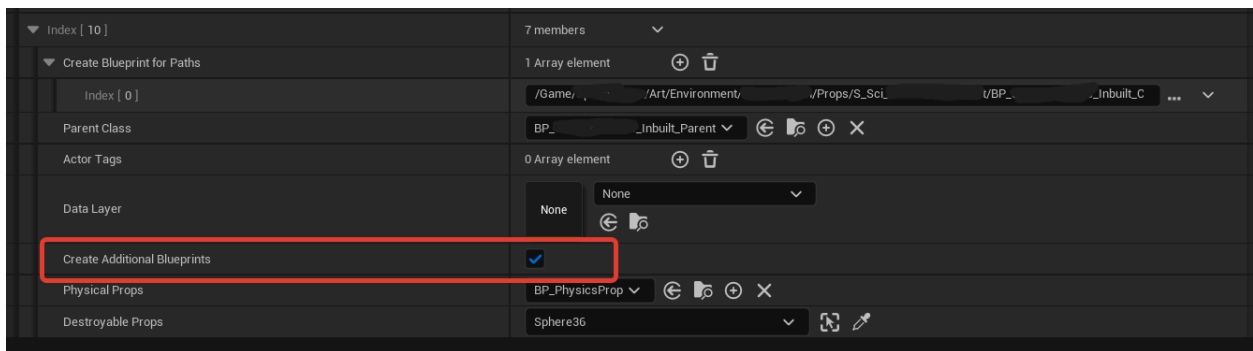 Index [ 10 ]
7 members
Create Blueprint for Paths
1 Array element
Index [ 0 ]
/Game/ /Art/Environment/ /Props/S_Sci_ t/BP_ _Inbuilt_C
...
Parent Class
BP_ _Inbuilt_Parent
Actor Tags
0 Array element
Data Layer
None
None
Create Additional Blueprints
Physical Props
BP_PhysicsProp
Destroyable Props
Sphere36